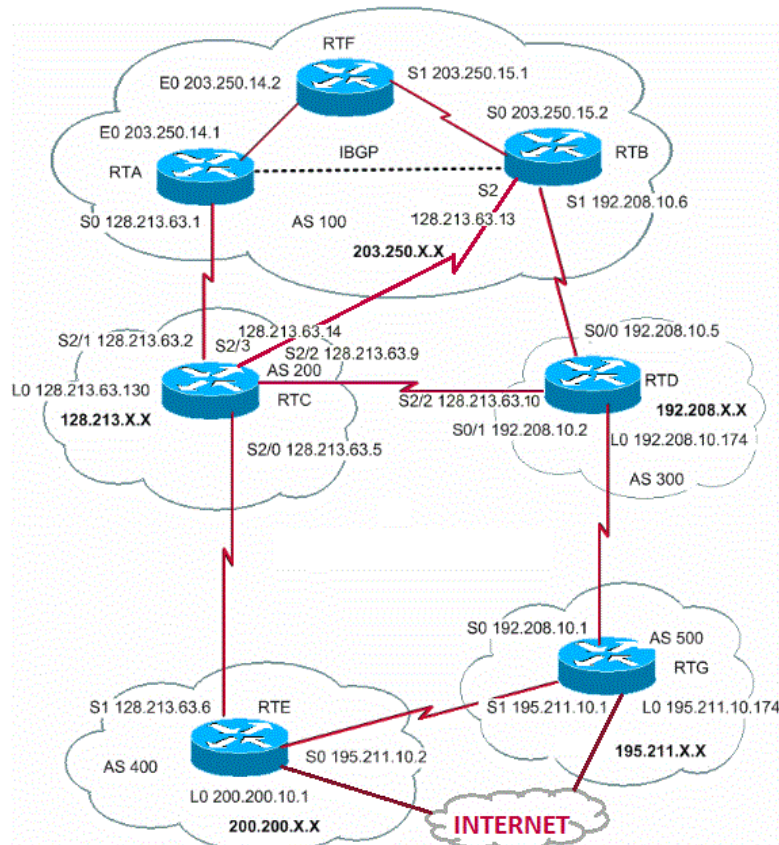 RTF
S1 203.250.15.1
E0 203.250.14.2
S0 203.250.15.2
E0 203.250.14.1
IBGP
RTA
RTB
S2
S1 192.208.10.6
S0 128.213.63.1
AS 100
128.213.63.13
203.250.X.X
128.213.63.14
S0/0 192.208.10.5
S2/1 128.213.63.2
S2/3
S2/2 128.213.63.9
AS 200
RTD
L0 128.213.63.130
RTC
S2/2 128.213.63.10
192.208.X.X
128.213.X.X
S0/1 192.208.10.2
L0 192.208.10.174
S2/0 128.213.63.5
AS 300
S0 192.208.10.1
AS 500
RTG
S1 128.213.63.6
RTE
S1 195.211.10.1
L0 195.211.10.174
S0 195.211.10.2
195.211.X.X
AS 400
L0 200.200.10.1
200.200.X.X
INTERNET